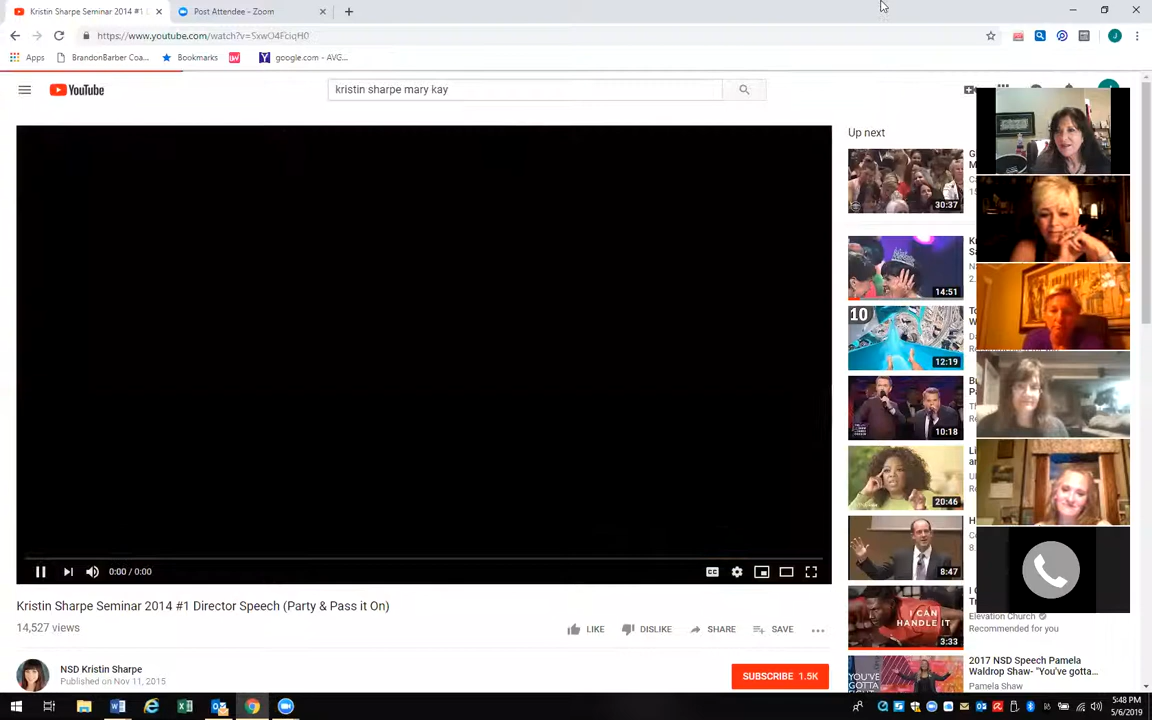 Kristin Sharpe Seminar 2014 #1 D
Post Attendee - Zoom
https://www.youtube.com/watch?v=5xwO4FciqH0
Apps
BrandonBarber Coa...
Bookmarks
google.com - AVG...
YouTube
kristin sharpe mary kay
Up next
30:37
14:51
10
12:19
10:18
20:46
8:47
I CAN
HANDLE IT
3:33
Elevation Church
Recommended for you
YOU'VE
GOTTA
2017 NSD Speech Pamela
Waldrop Shaw- "You've gotta...
Pamela Shaw
0:00 / 0:00
Kristin Sharpe Seminar 2014 #1 Director Speech (Party & Pass it On)
14,527 views
LIKE
DISLIKE
SHARE
SAVE
NSD Kristin Sharpe
Published on Nov 11, 2015
SUBSCRIBE 1.5K
5:48 PM
5/6/2019